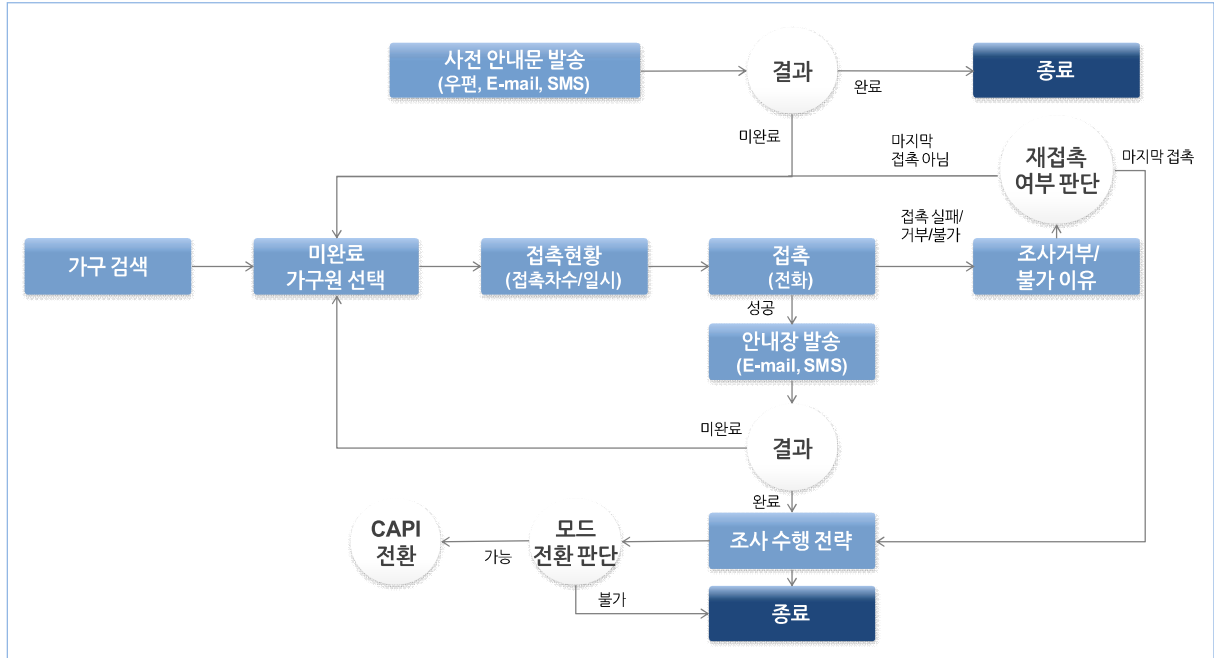 사전 안내문 발송
(우편, E-mail, SMS)
결과
완료
종료
미완료
마지막
접촉 아님
재접촉
여부 판단
마지막 접촉
가구 검색
미완료
가구원 선택
접촉현황
(접촉차수/일시)
접촉
(전화)
접촉 실패/
거부/불가
조사거부/
불가 이유
성공
안내장 발송
(E-mail, SMS)
미완료
결과
완료
CAPI
전환
가능
모드
전환 판단
조사 수행 전략
불가
종료